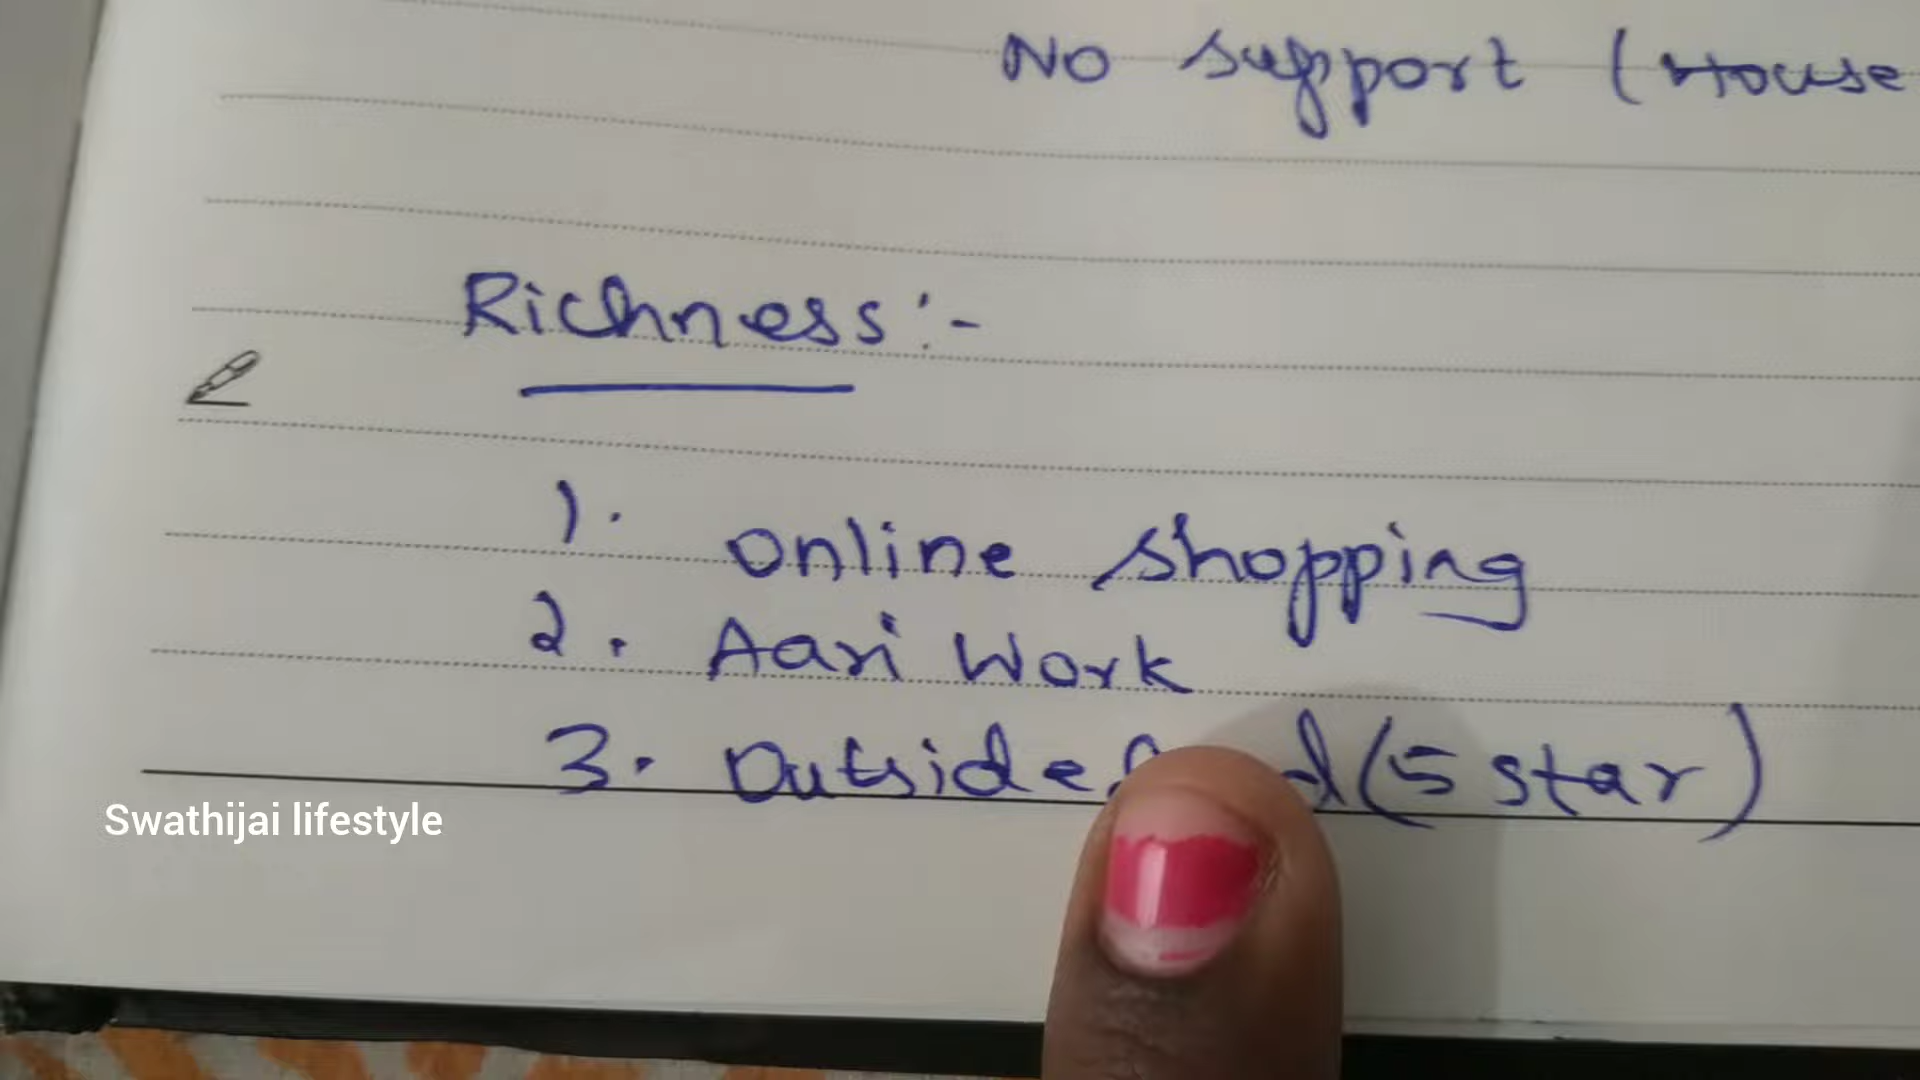 No support (House
Richness:-
1. Online shopping
2. Aari Work
3. Outside (5 star)
Swathijai lifestyle